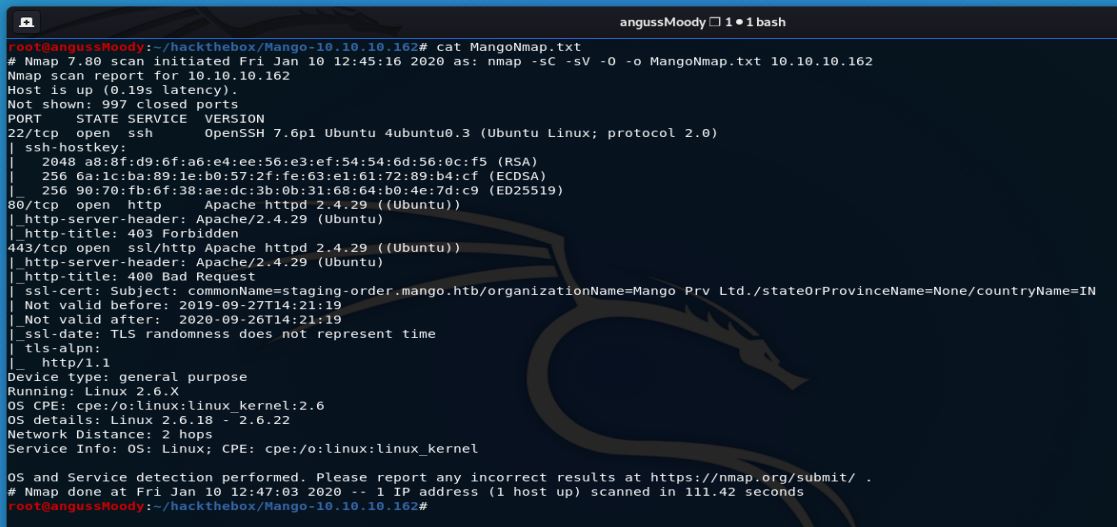 angussMoody 1 ● 1 bash
root@angussMoody:~/hackthebox/Mango-10.10.10.162# cat MangoNmap.txt
# Nmap 7.80 scan initiated Fri Jan 10 12:45:16 2020 as: nmap -sC -sV -O -o MangoNmap.txt 10.10.10.162
Nmap scan report for 10.10.10.162
Host is up (0.19s latency).
Not shown: 997 closed ports
PORT    STATE SERVICE  VERSION
22/tcp  open  ssh      OpenSSH 7.6p1 Ubuntu 4ubuntu0.3 (Ubuntu Linux; protocol 2.0)
| ssh-hostkey:
|   2048 a8:8f:d9:6f:a6:e4:ee:56:e3:ef:54:54:6d:56:0c:f5 (RSA)
|   256 6a:1c:ba:89:1e:b0:57:2f:fe:63:e1:61:72:89:b4:cf (ECDSA)
|_  256 90:70:fb:6f:38:ae:dc:3b:0b:31:68:64:b0:4e:7d:c9 (ED25519)
80/tcp  open  http     Apache httpd 2.4.29 ((Ubuntu))
|_http-server-header: Apache/2.4.29 (Ubuntu)
|_http-title: 403 Forbidden
443/tcp open  ssl/http Apache httpd 2.4.29 ((Ubuntu))
|_http-server-header: Apache/2.4.29 (Ubuntu)
|_http-title: 400 Bad Request
| ssl-cert: Subject: commonName=staging-order.mango.htb/organizationName=Mango Prv Ltd./stateOrProvinceName=None/countryName=IN
| Not valid before: 2019-09-27T14:21:19
|_Not valid after:  2020-09-26T14:21:19
|_ssl-date: TLS randomness does not represent time
| tls-alpn:
|_  http/1.1
Device type: general purpose
Running: Linux 2.6.X
OS CPE: cpe:/o:linux:linux_kernel:2.6
OS details: Linux 2.6.18 - 2.6.22
Network Distance: 2 hops
Service Info: OS: Linux; CPE: cpe:/o:linux:linux_kernel
OS and Service detection performed. Please report any incorrect results at https://nmap.org/submit/ .
# Nmap done at Fri Jan 10 12:47:03 2020 -- 1 IP address (1 host up) scanned in 111.42 seconds
root@angussMoody:~/hackthebox/Mango-10.10.10.162#